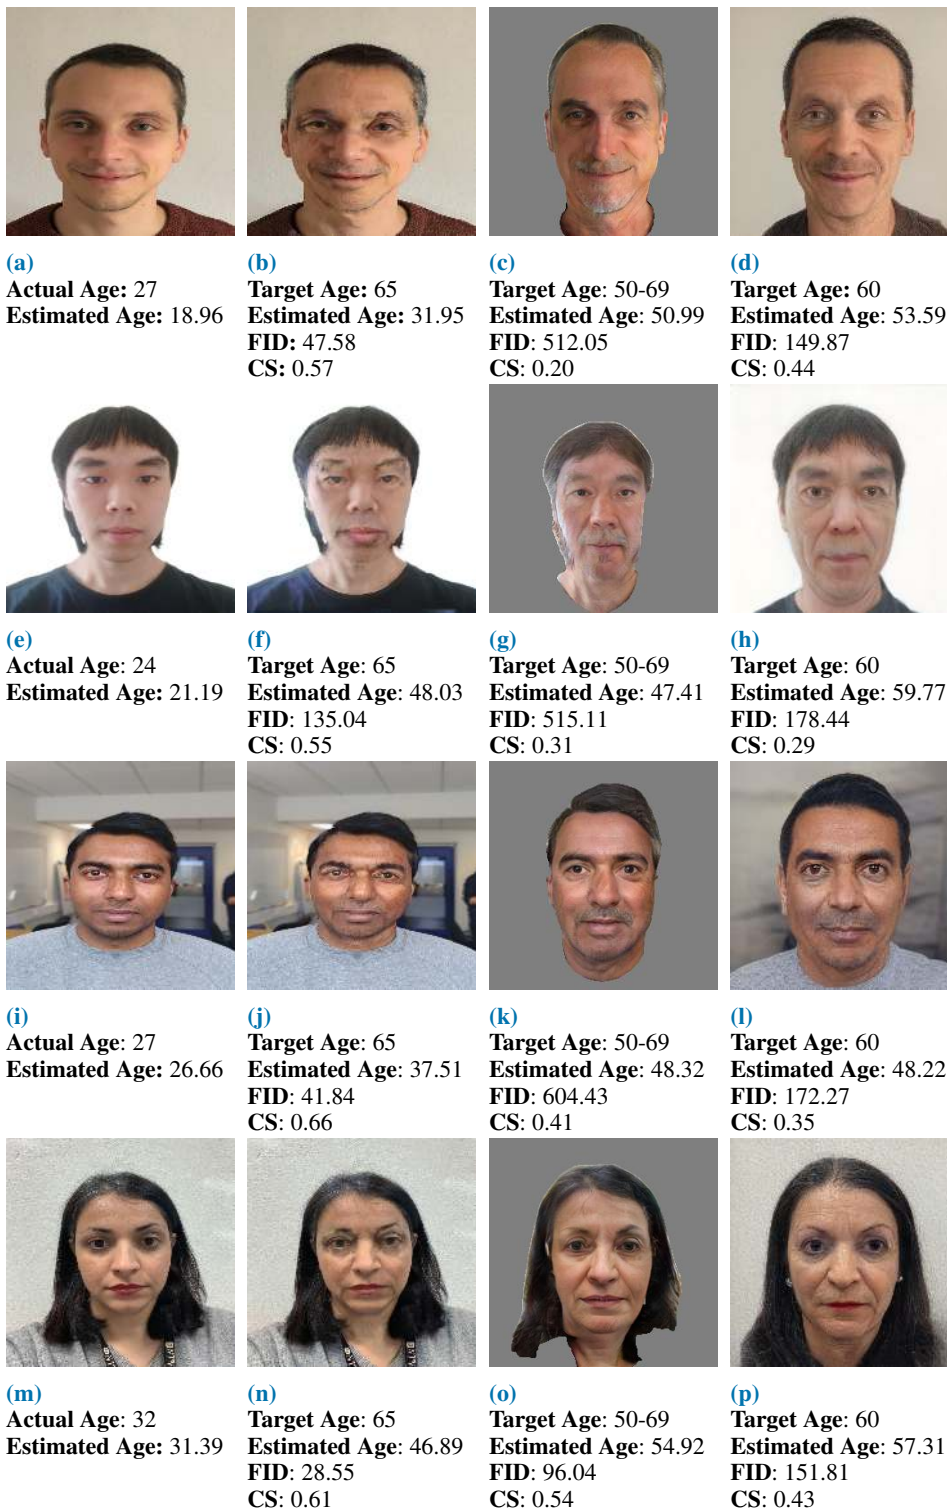 (a)
Actual Age: 27
Estimated Age: 18.96
(b)
Target Age: 65
Estimated Age: 31.95
FID: 47.58
CS: 0.57
(c)
Target Age: 50-69
Estimated Age: 50.99
FID: 512.05
CS: 0.20
(d)
Target Age: 60
Estimated Age: 53.59
FID: 149.87
CS: 0.44
(e)
Actual Age: 24
Estimated Age: 21.19
(f)
Target Age: 65
Estimated Age: 48.03
FID: 135.04
CS: 0.55
(g)
Target Age: 50-69
Estimated Age: 47.41
FID: 515.11
CS: 0.31
(h)
Target Age: 60
Estimated Age: 59.77
FID: 178.44
CS: 0.29
(i)
Actual Age: 27
Estimated Age: 26.66
(j)
Target Age: 65
Estimated Age: 37.51
FID: 41.84
CS: 0.66
(k)
Target Age: 50-69
Estimated Age: 48.32
FID: 604.43
CS: 0.41
(l)
Target Age: 60
Estimated Age: 48.22
FID: 172.27
CS: 0.35
(m)
Actual Age: 32
Estimated Age: 31.39
(n)
Target Age: 65
Estimated Age: 46.89
FID: 28.55
CS: 0.61
(o)
Target Age: 50-69
Estimated Age: 54.92
FID: 96.04
CS: 0.54
(p)
Target Age: 60
Estimated Age: 57.31
FID: 151.81
CS: 0.43